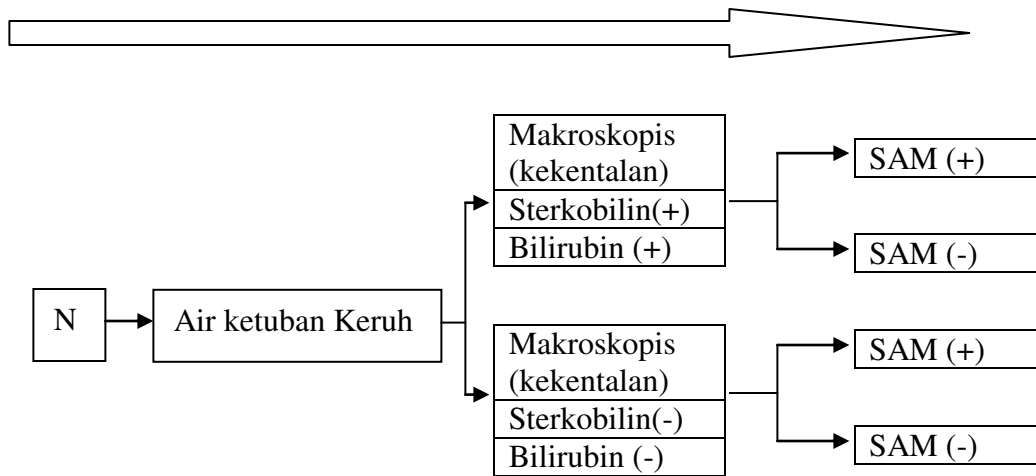 N
Air ketuban Keruh
Makroskopis
(kekentalan)
Sterkobilin(+)
Bilirubin (+)
SAM (+)
SAM (-)
Makroskopis
(kekentalan)
Sterkobilin(-)
Bilirubin (-)
SAM (+)
SAM (-)